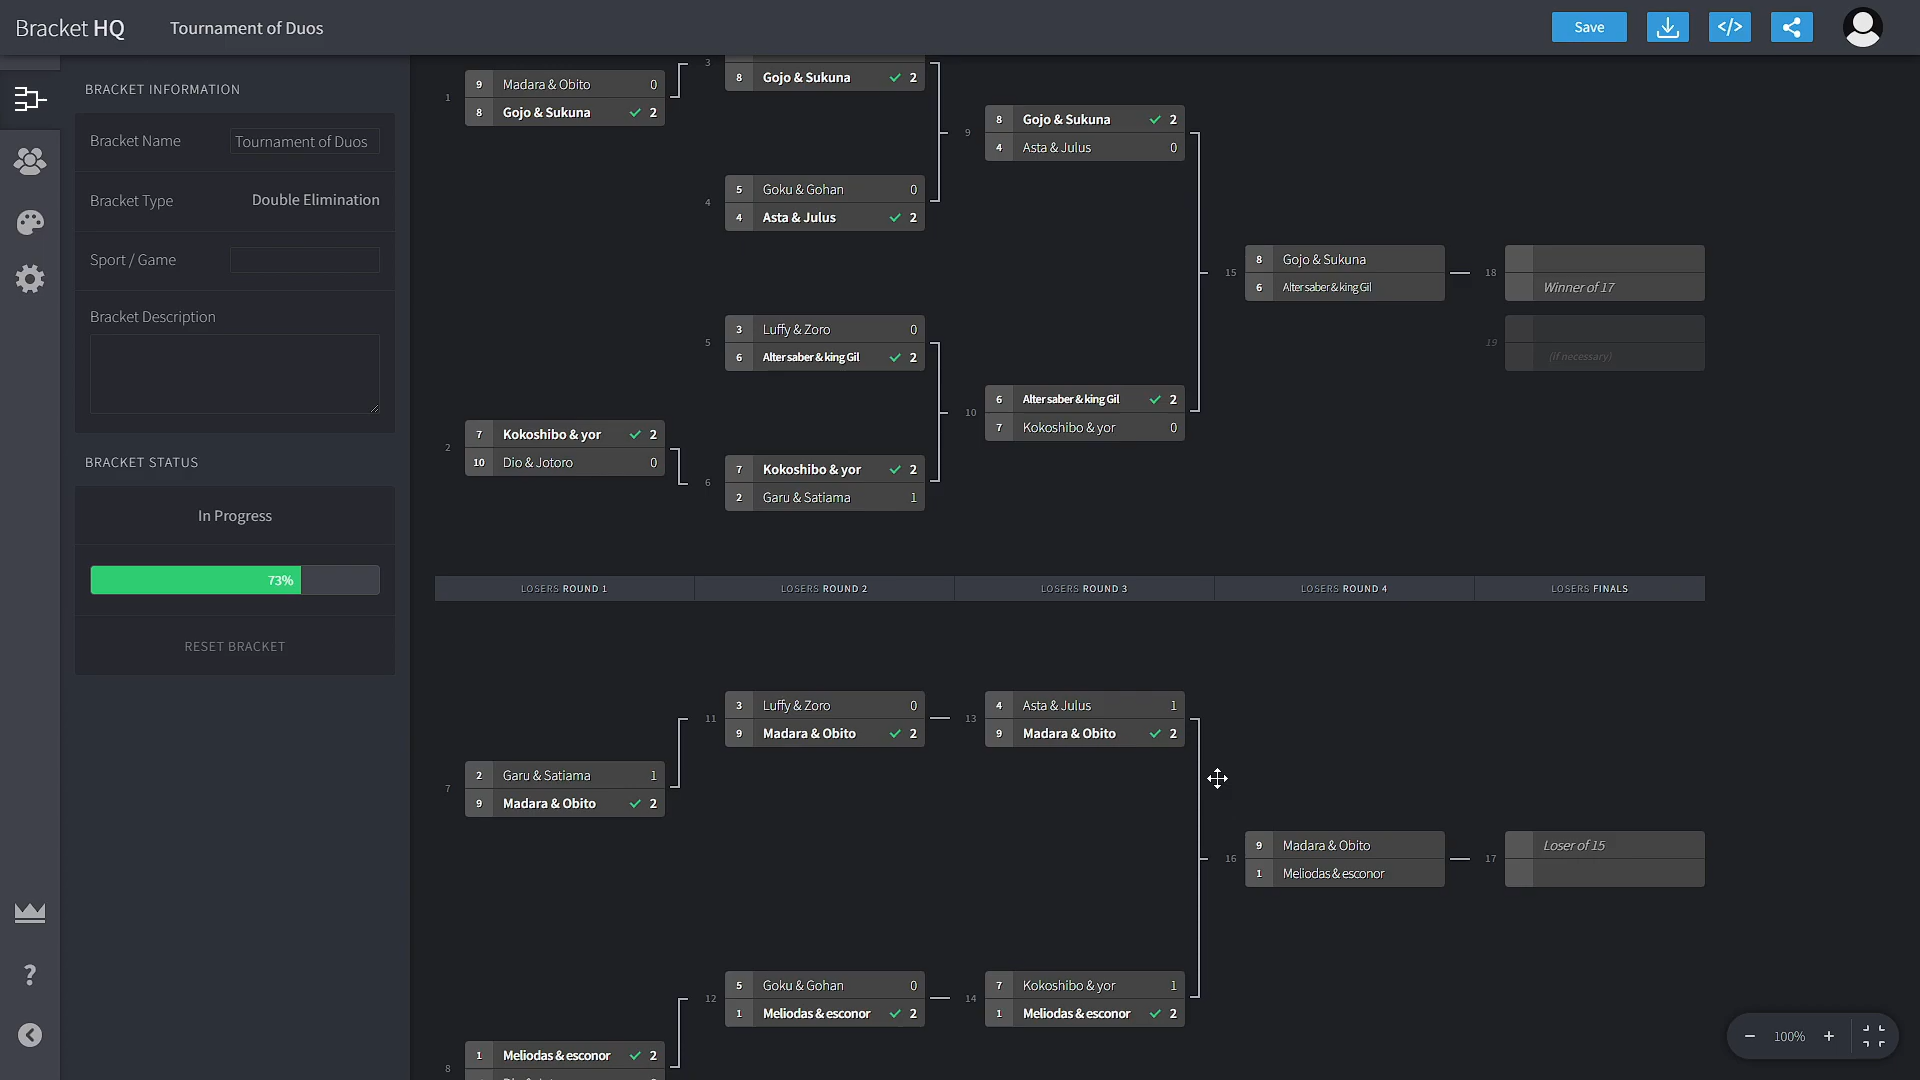 Bracket HQ
Tournament of Duos
Save
</>
BRACKET INFORMATION
Bracket Name
Tournament of Duos
Bracket Type
Double Elimination
Sport / Game
Bracket Description
BRACKET STATUS
In Progress
73%
RESET BRACKET
?
1
9 Madara & Obito 0
8 Gojo & Sukuna ✓ 2
3
8 Gojo & Sukuna ✓ 2
4
5 Goku & Gohan 0
4 Asta & Julus ✓ 2
9
8 Gojo & Sukuna ✓ 2
4 Asta & Julus 0
15
8 Gojo & Sukuna
6 Alter saber & king Gil
18
Winner of 17
19
(if necessary)
5
3 Luffy & Zoro 0
6 Alter saber & king Gil ✓ 2
10
6 Alter saber & king Gil ✓ 2
7 Kokoshibo & yor 0
2
7 Kokoshibo & yor ✓ 2
10 Dio & Jotoro 0
6
7 Kokoshibo & yor ✓ 2
2 Garu & Satiama 1
LOSERS ROUND 1
LOSERS ROUND 2
LOSERS ROUND 3
LOSERS ROUND 4
LOSERS FINALS
11
3 Luffy & Zoro 0
9 Madara & Obito ✓ 2
13
4 Asta & Julus 1
9 Madara & Obito ✓ 2
7
2 Garu & Satiama 1
9 Madara & Obito ✓ 2
16
9 Madara & Obito
1 Meliodas & esconor
17
Loser of 15
12
5 Goku & Gohan 0
1 Meliodas & esconor ✓ 2
14
7 Kokoshibo & yor 1
1 Meliodas & esconor ✓ 2
8
1 Meliodas & esconor ✓ 2
− 100% +